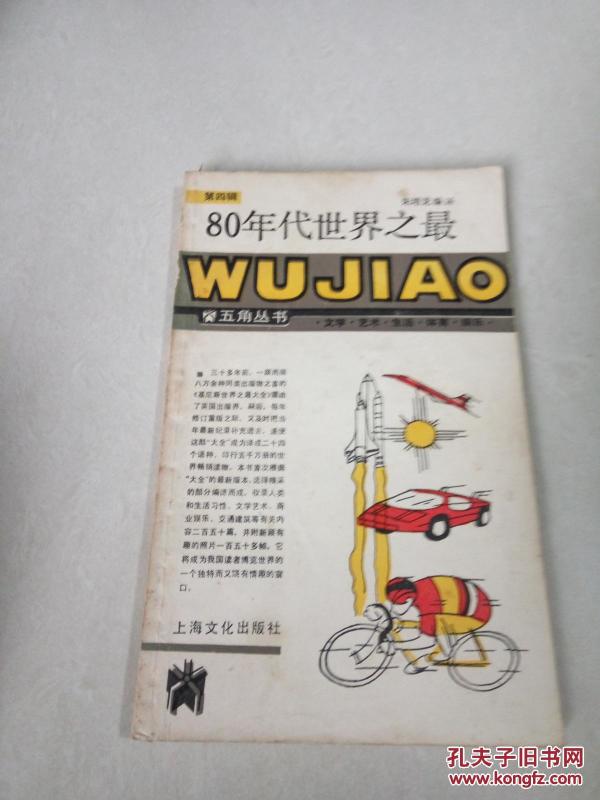 第四辑
80年代世界之最
WUJIAO
五角丛书
·文学·艺术·生活·体育·娱乐·
三十多年前，一颗雨展
八万余种同类出版物之首的
《基尼斯世界之最大全》震动
了英国出版界。嗣后，每年
修订重版之际，又及时把当
年最新纪录补充进去，遂使
这部“大全”成为译成二十四
个语种，印行五千万册的世
界畅销读物。本书首次根据
“大全”的最新版本，选择精采
的部分编译而成，收录人类
和生活习性、文学艺术、商
业娱乐、交通建筑等有关内
容二百五十篇，并附新颖有
趣的照片一百五十多帧。它
将成为我国读者博览世界的
一个独特而又饶有情趣的窗
口。
上海文化出版社
孔夫子旧书网
www.kongfz.com